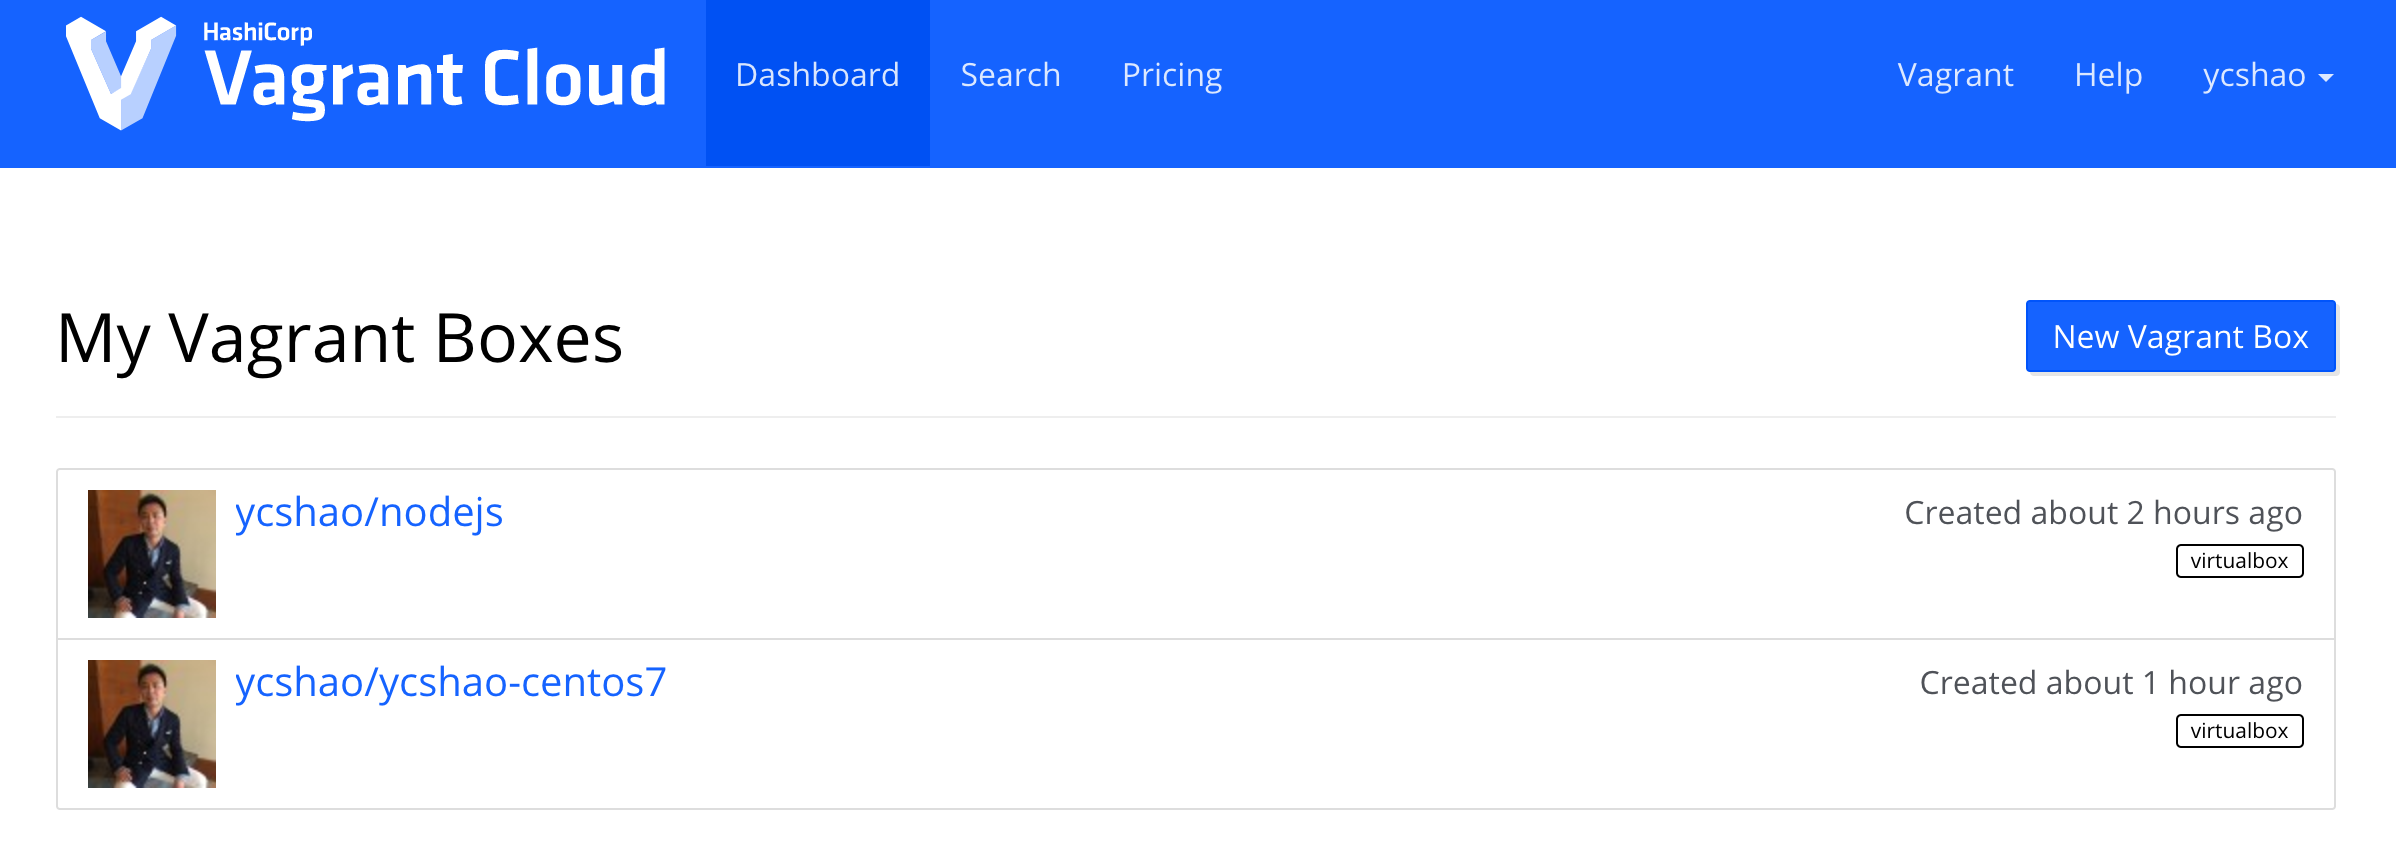 HashiCorp
Vagrant Cloud
Dashboard
Search
Pricing
Vagrant
Help
ycshao
My Vagrant Boxes
New Vagrant Box
ycshao/nodejs
Created about 2 hours ago
virtualbox
ycshao/ycshao-centos7
Created about 1 hour ago
virtualbox